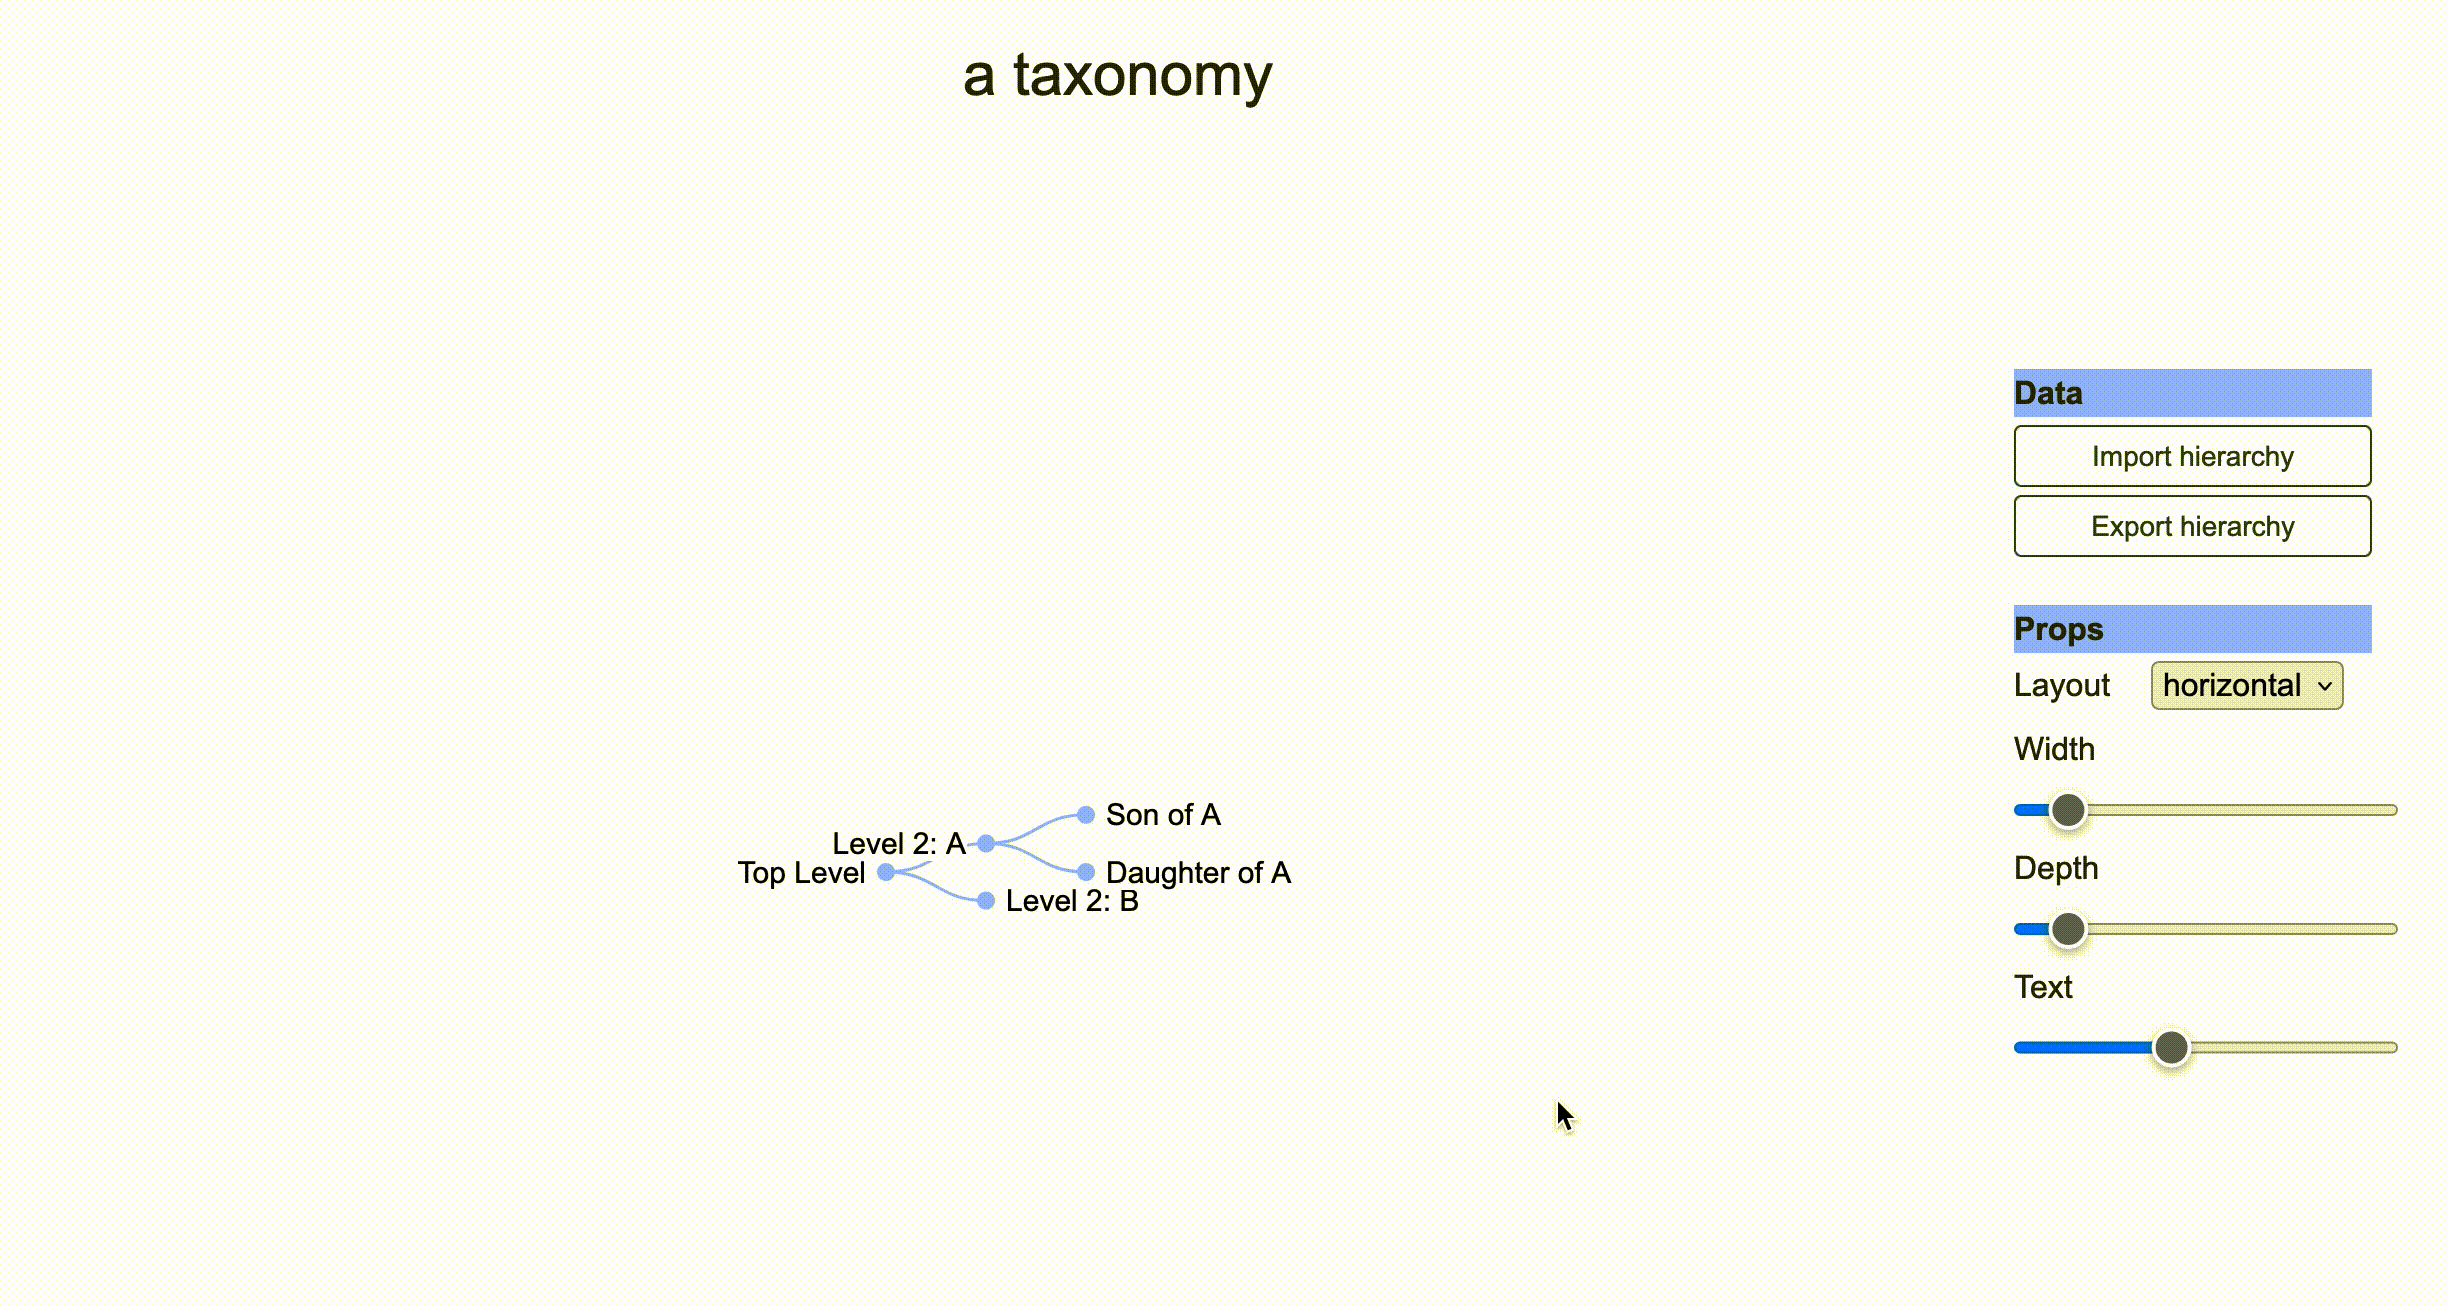 a taxonomy
Son of A
Level 2: A
Top Level
Daughter of A
Level 2: B
Data
Import hierarchy
Export hierarchy
Props
Layout horizontal
Width
Depth
Text